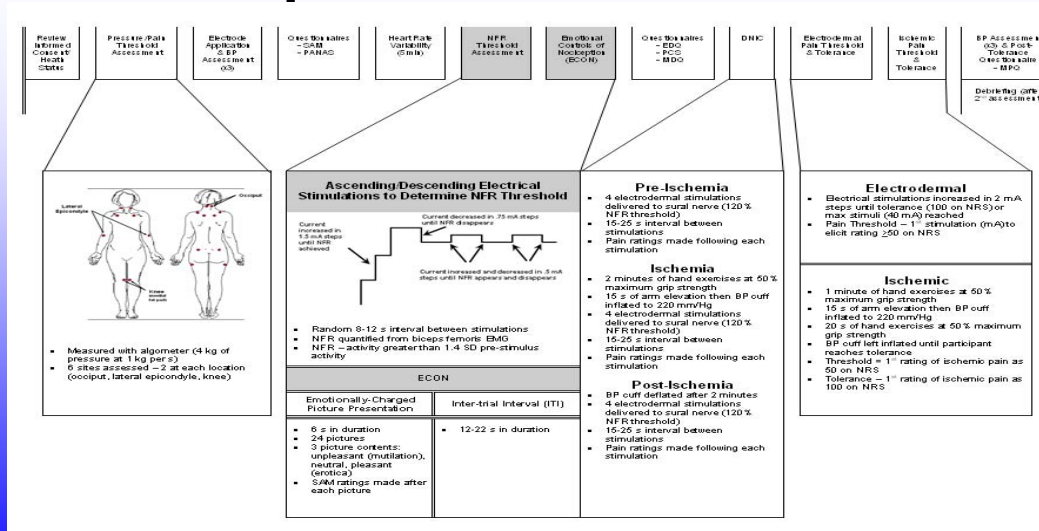 Review
Informed
Consent/
Heath
Status
Pressure/Pain
Threshold
Assessment
Electrode
Application
& BP
Assessment
(x3)
Questionnaires
– SAM
– PANAS
Heart Rate
Variability
(5 min)
NFR
Threshold
Assessment
Emotional
Controls of
Nociception
(ECON)
Questionnaires
– EDQ
– PCS
– MDQ
DNIC
Electrodermal
Pain Threshold
& Tolerance
Ischemic
Pain
Threshold
&
Tolerance
BP Assessmen
(x3) & Post-
Tolerance
Questionnaire
– MPQ
Debriefing (afte
2nd assessment
Occiput
Lateral
Epicondyle
Knee
Measured with algometer (4 kg of
pressure at 1 kg per s)
6 sites assessed – 2 at each location
(occiput, lateral epicondyle, knee)
Ascending/Descending Electrical
Stimulations to Determine NFR Threshold
Current
increased in
1.5 mA steps
until NFR
achieved
Current decreased in .75 mA steps
until NFR disappears
Current increased and decreased in .5 mA
steps until NFR appears and disappears
Random 8-12 s interval between stimulations
NFR quantified from biceps femoris EMG
NFR – activity greater than 1.4 SD pre-stimulus
activity
ECON
Emotionally-Charged
Picture Presentation
Inter-trial Interval (ITI)
6 s in duration
24 pictures
3 picture contents:
unpleasant (mutilation),
neutral, pleasant
(erotica)
SAM ratings made after
each picture
12-22 s in duration
Pre-Ischemia
4 electrodermal stimulations
delivered to sural nerve (120%
NFR threshold)
15-25 s interval between
stimulations
Pain ratings made following each
stimulation
Ischemia
2 minutes of hand exercises at 50%
maximum grip strength
15 s of arm elevation then BP cuff
inflated to 220 mm/Hg
4 electrodermal stimulations
delivered to sural nerve (120%
NFR threshold)
15-25 s interval between
stimulations
Pain ratings made following each
stimulation
Post-Ischemia
BP cuff deflated after 2 minutes
4 electrodermal stimulations
delivered to sural nerve (120%
NFR threshold)
15-25 s interval between
stimulations
Pain ratings made following each
stimulation
Electrodermal
Electrical stimulations increased in 2 mA
steps until tolerance (100 on NRS) or
max stimuli (40 mA) reached
Pain Threshold – 1st stimulation (mA) to
elicit rating ≥50 on NRS
Ischemic
1 minute of hand exercises at 50%
maximum grip strength
15 s of arm elevation then BP cuff
inflated to 220 mm/Hg
20 s of hand exercises at 50% maximum
grip strength
BP cuff left inflated until participant
reaches tolerance
Threshold = 1st rating of ischemic pain as
50 on NRS
Tolerance – 1st rating of ischemic pain as
100 on NRS